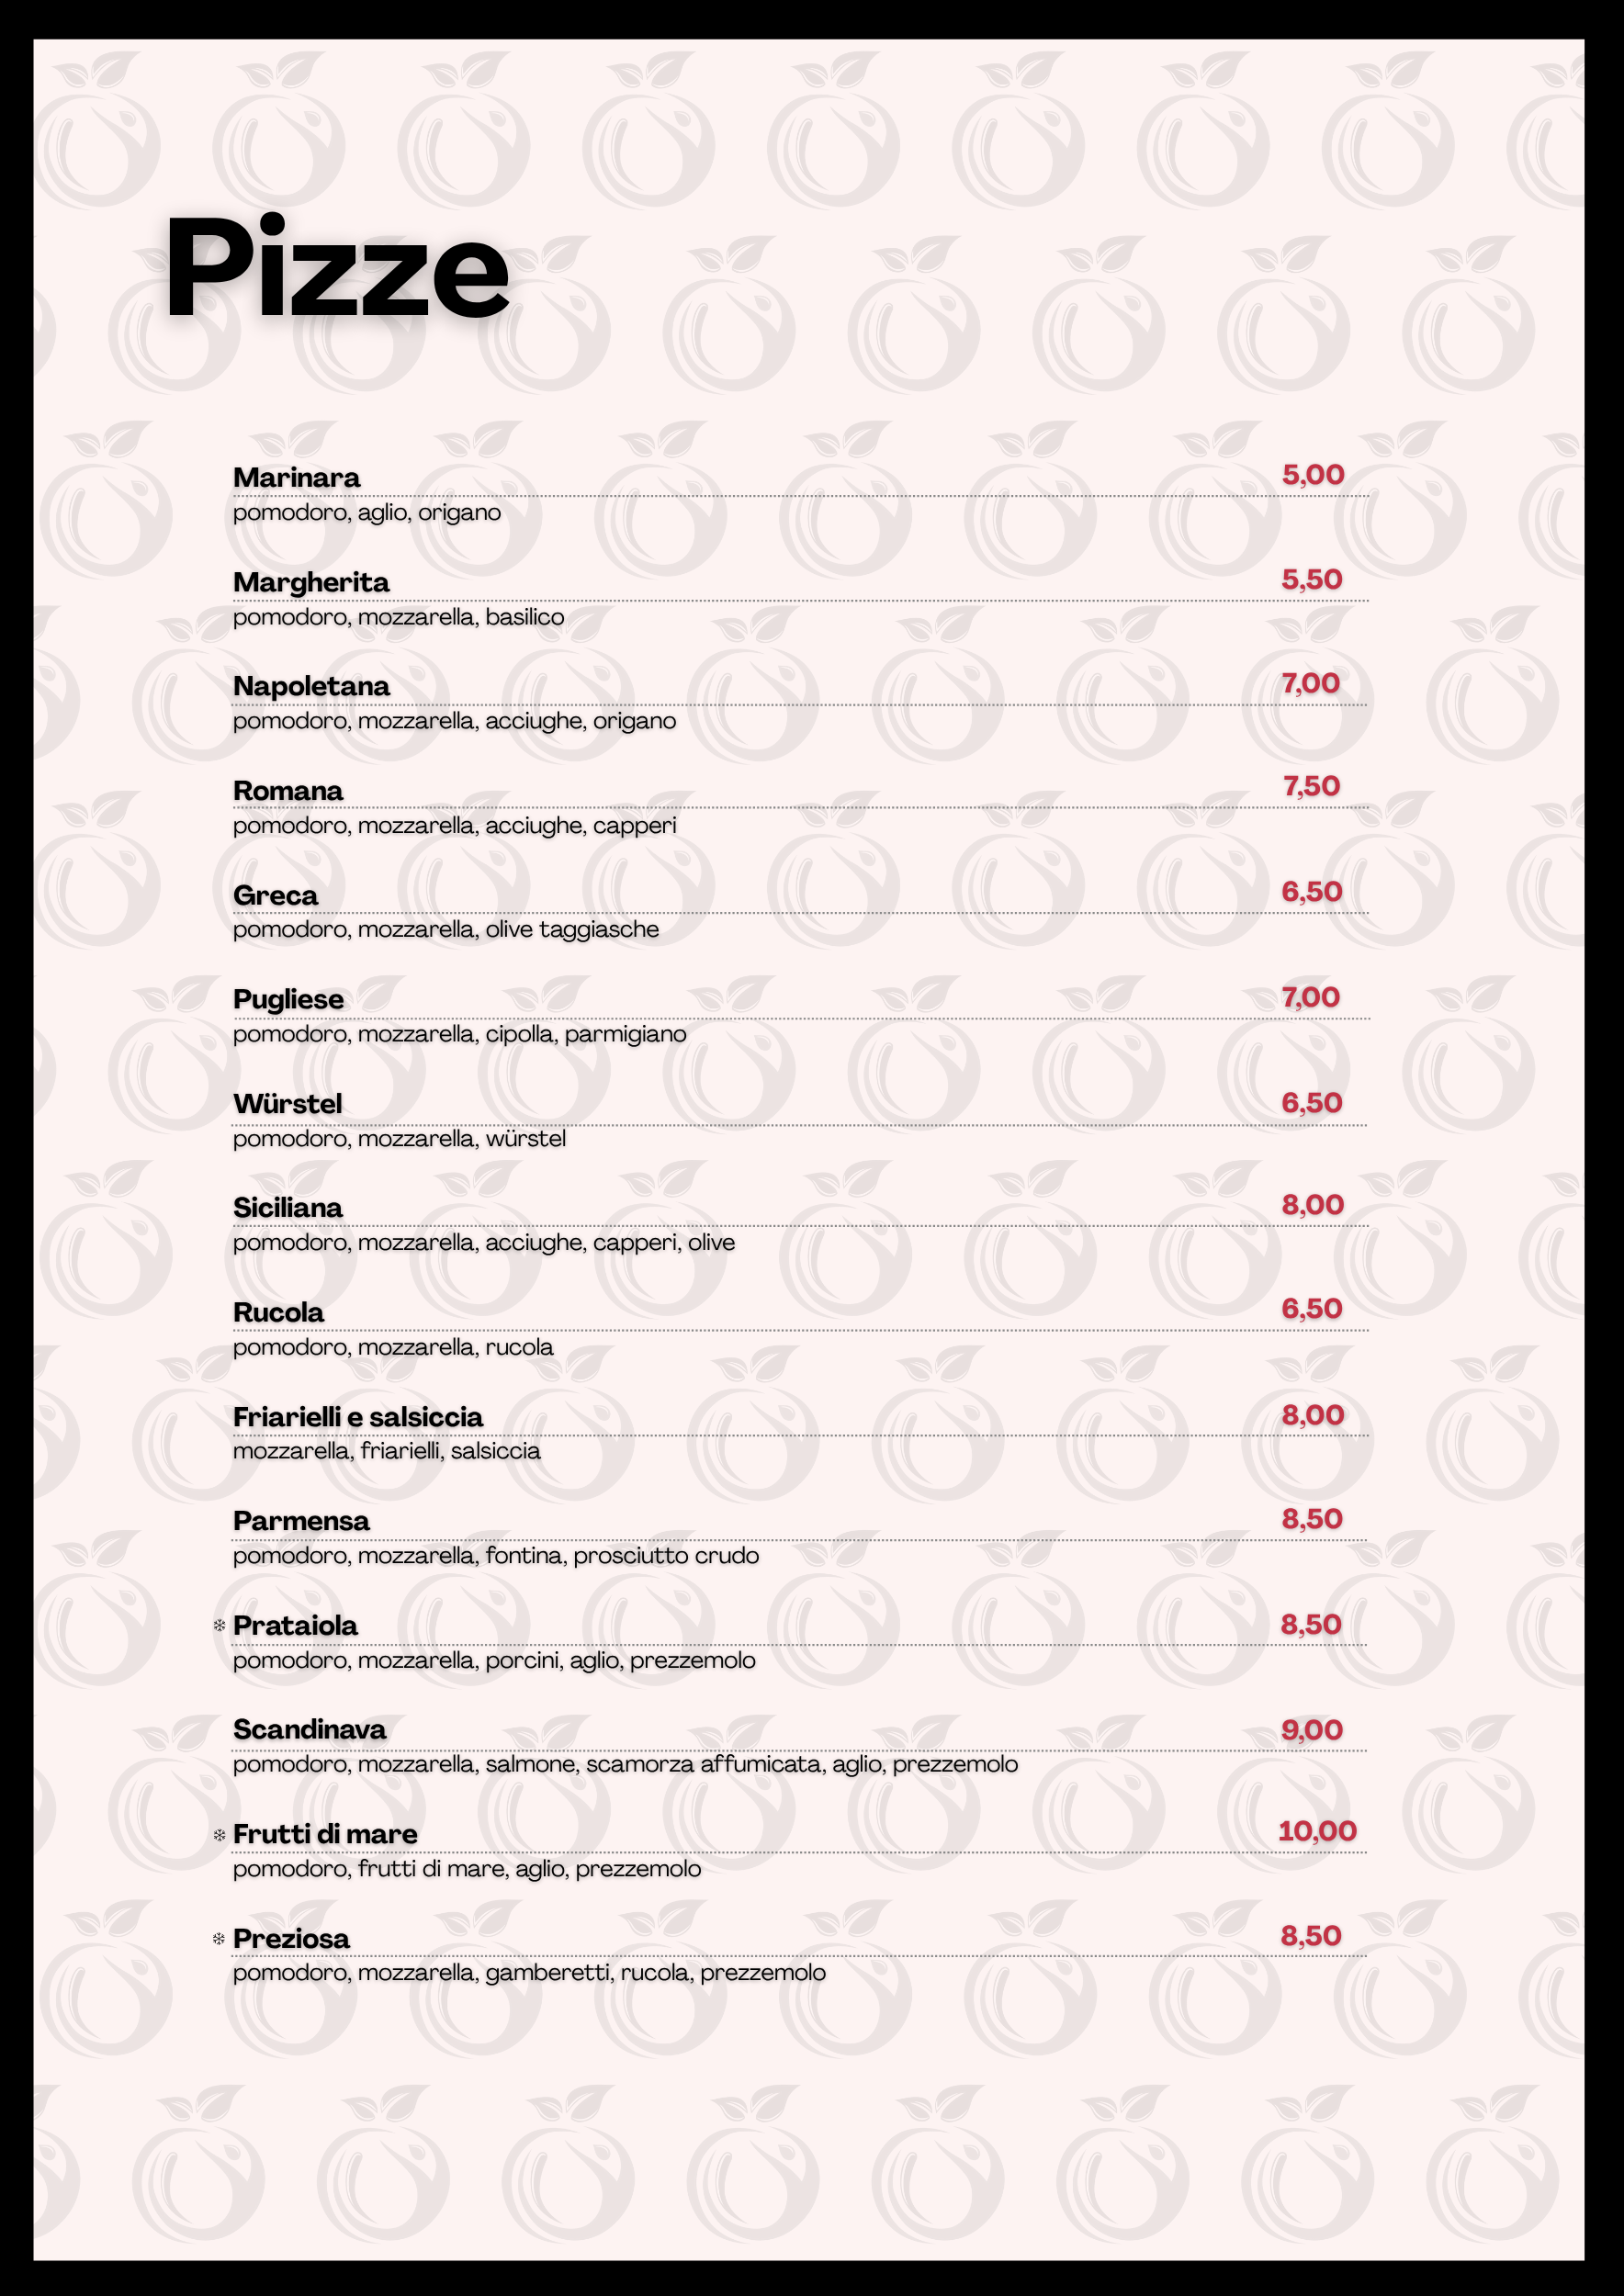 Pizze
Marinara 5,00
pomodoro, aglio, origano
Margherita 5,50
pomodoro, mozzarella, basilico
Napoletana 7,00
pomodoro, mozzarella, acciughe, origano
Romana 7,50
pomodoro, mozzarella, acciughe, capperi
Greca 6,50
pomodoro, mozzarella, olive taggiasche
Pugliese 7,00
pomodoro, mozzarella, cipolla, parmigiano
Würstel 6,50
pomodoro, mozzarella, würstel
Siciliana 8,00
pomodoro, mozzarella, acciughe, capperi, olive
Rucola 6,50
pomodoro, mozzarella, rucola
Friarielli e salsiccia 8,00
mozzarella, friarielli, salsiccia
Parmensa 8,50
pomodoro, mozzarella, fontina, prosciutto crudo
❄ Prataiola 8,50
pomodoro, mozzarella, porcini, aglio, prezzemolo
Scandinava 9,00
pomodoro, mozzarella, salmone, scamorza affumicata, aglio, prezzemolo
❄ Frutti di mare 10,00
pomodoro, frutti di mare, aglio, prezzemolo
❄ Preziosa 8,50
pomodoro, mozzarella, gamberetti, rucola, prezzemolo